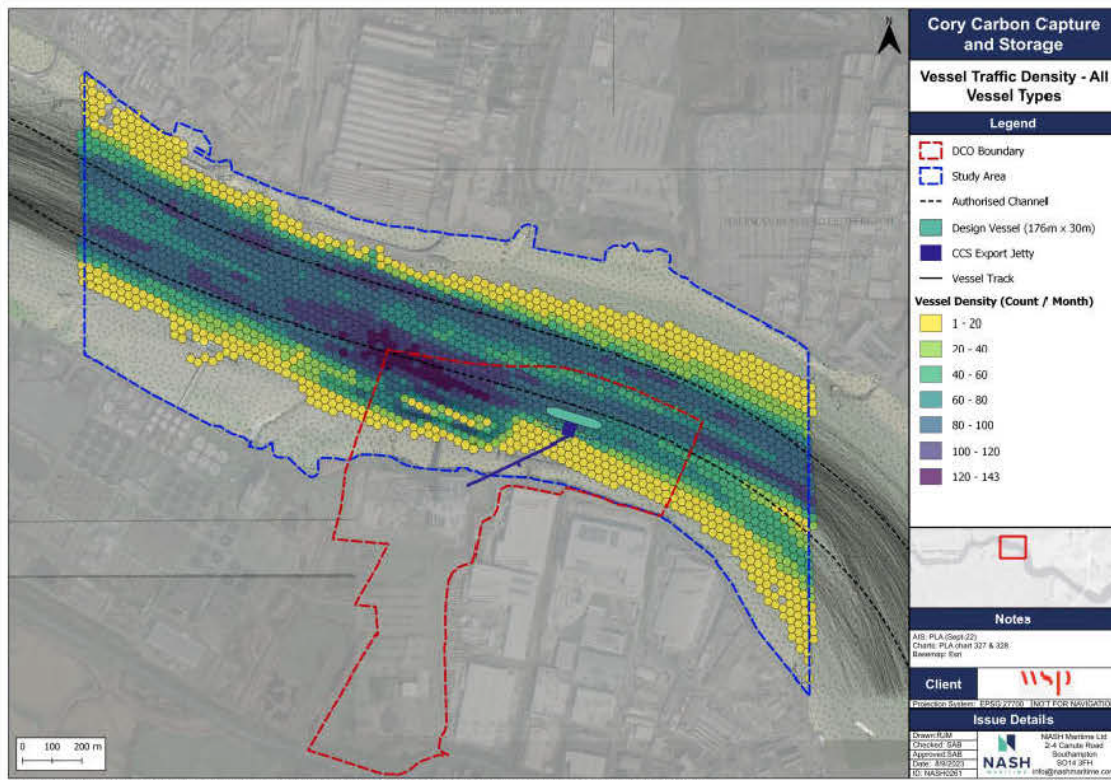 N
Cory Carbon Capture
and Storage
Vessel Traffic Density - All
Vessel Types
Legend
DCO Boundary
Study Area
Authorised Channel
Design Vessel (176m x 30m)
CCS Export Jetty
Vessel Track
Vessel Density (Count / Month)
1 - 20
20 - 40
40 - 60
60 - 80
80 - 100
100 - 120
120 - 143
Notes
AIS: PLA (Sept-22)
Charts: PLA chart 327 & 328
Basemap: Esri
Client
wsp
Projection System: EPSG 27700 (NOT FOR NAVIGATION
Issue Details
Drawn: RJM
Checked: SAB
Approved: SAB
Date: 8/9/2023
ID: NASH0261
NASH
MARITIME
NASH Maritime Ltd
2-4 Canute Road
Southampton
SO14 3FH
info@nashmaritime.co
0 100 200 m